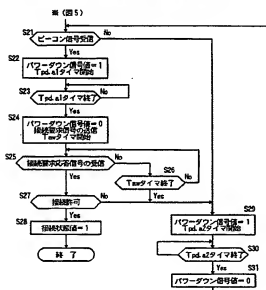 ※ (図5)
S21
ビーコン信号受信
No
Yes
S22
パワーダウン信号値=1
Tpd.a1タイマ開始
S23
No
Tpd.a1タイマ終了
Yes
S24
パワーダウン信号値=0
接続要求信号の送信
Tawタイマ開始
S25
No
接続要求応答信号の受信
Yes
S26
No
Tawタイマ終了
Yes
S27
No
接続許可
Yes
S28
接続状態値=1
終了
S29
パワーダウン信号値=1
Tpd.a2タイマ開始
S30
Tpd.a2タイマ終了
No
Yes
S31
パワーダウン信号値=0